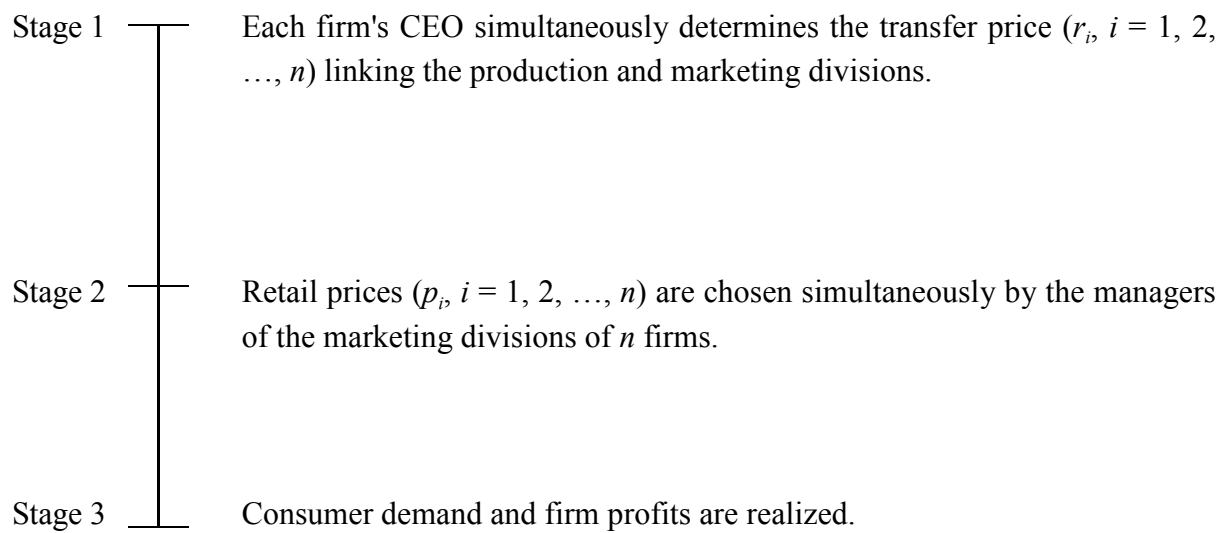 Stage 1 Each firm's CEO simultaneously determines the transfer price (rᵢ, i = 1, 2,
…, n) linking the production and marketing divisions.
Stage 2 Retail prices (pᵢ, i = 1, 2, …, n) are chosen simultaneously by the managers
of the marketing divisions of n firms.
Stage 3 Consumer demand and firm profits are realized.